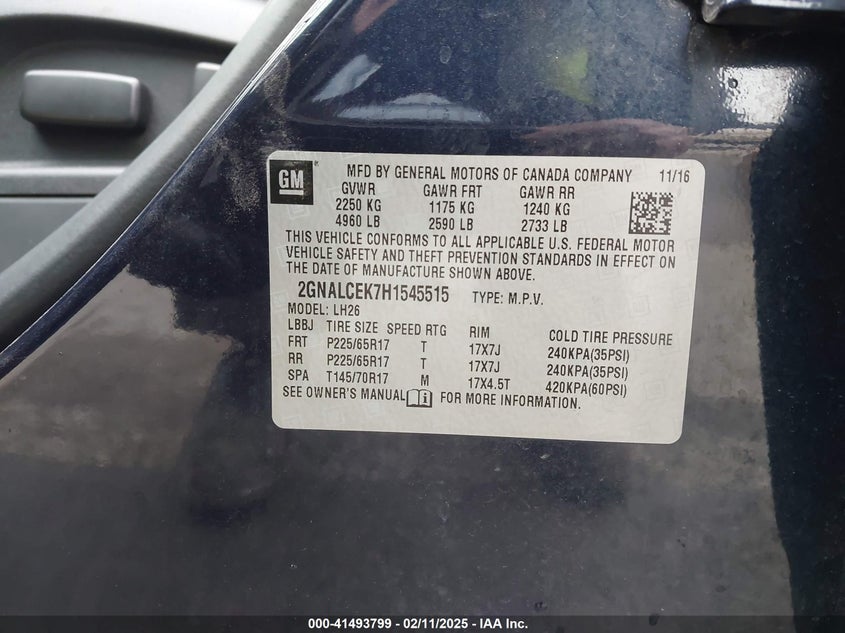 GM
MFD BY GENERAL MOTORS OF CANADA COMPANY 11/16
GVWR GAWR FRT GAWR RR
2250 KG 1175 KG 1240 KG
4960 LB 2590 LB 2733 LB
THIS VEHICLE CONFORMS TO ALL APPLICABLE U.S. FEDERAL MOTOR
VEHICLE SAFETY AND THEFT PREVENTION STANDARDS IN EFFECT ON
THE DATE OF MANUFACTURE SHOWN ABOVE.
2GNALCEK7H1545515 TYPE: M.P.V.
MODEL: LH26
LBBJ TIRE SIZE SPEED RTG RIM COLD TIRE PRESSURE
FRT P225/65R17 T 17X7J 240KPA(35PSI)
RR P225/65R17 T 17X7J 240KPA(35PSI)
SPA T145/70R17 M 17X4.5T 420KPA(60PSI)
SEE OWNER'S MANUAL FOR MORE INFORMATION.
000-41493799 - 02/11/2025 - IAAI Inc.